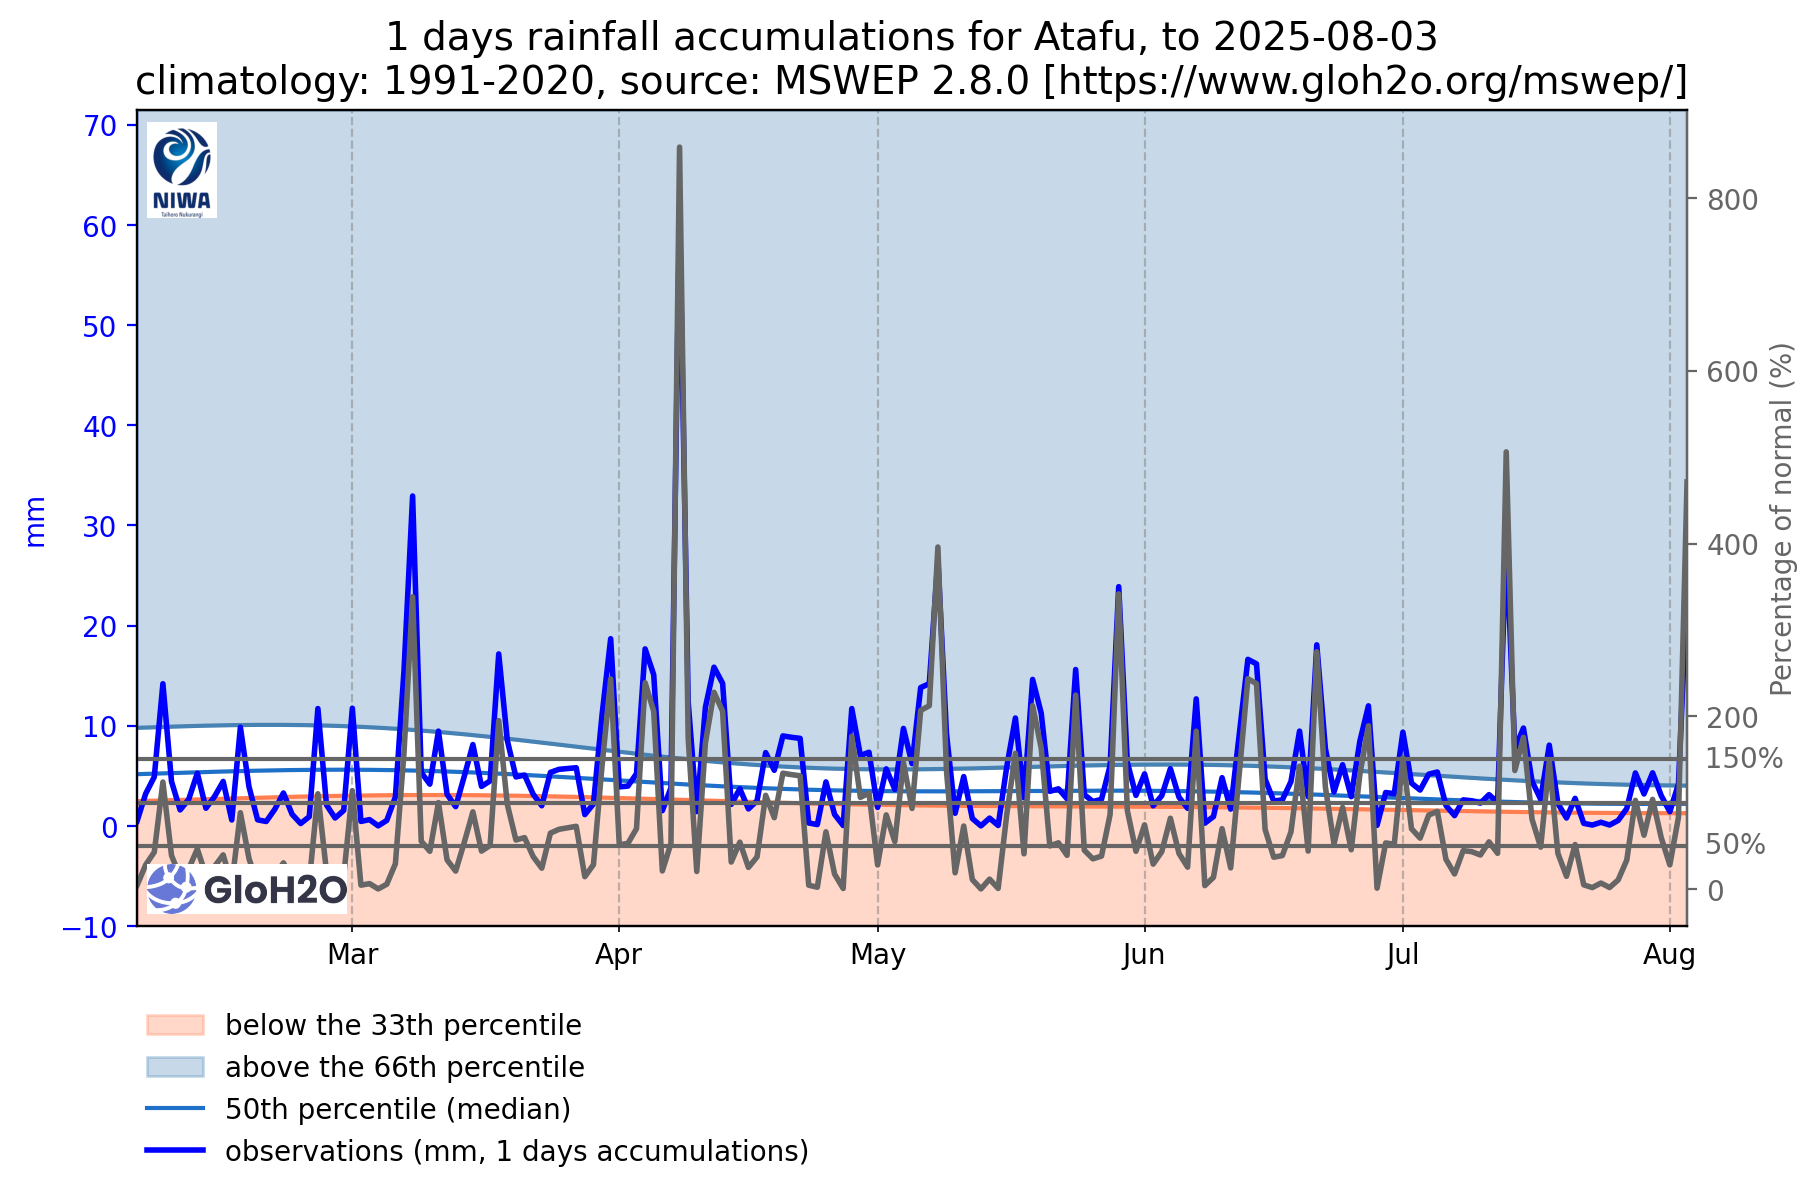 1 days rainfall accumulations for Atafu, to 2025-08-03
climatology: 1991-2020, source: MSWEP 2.8.0 [https://www.gloh2o.org/mswep/]
70
60
50
40
30
20
10
0
−10
mm
NIWA
Taihoro Nukurangi
GloH2O
800
600
400
200
150%
50%
0
Percentage of normal (%)
Mar
Apr
May
Jun
Jul
Aug
below the 33th percentile
above the 66th percentile
50th percentile (median)
observations (mm, 1 days accumulations)